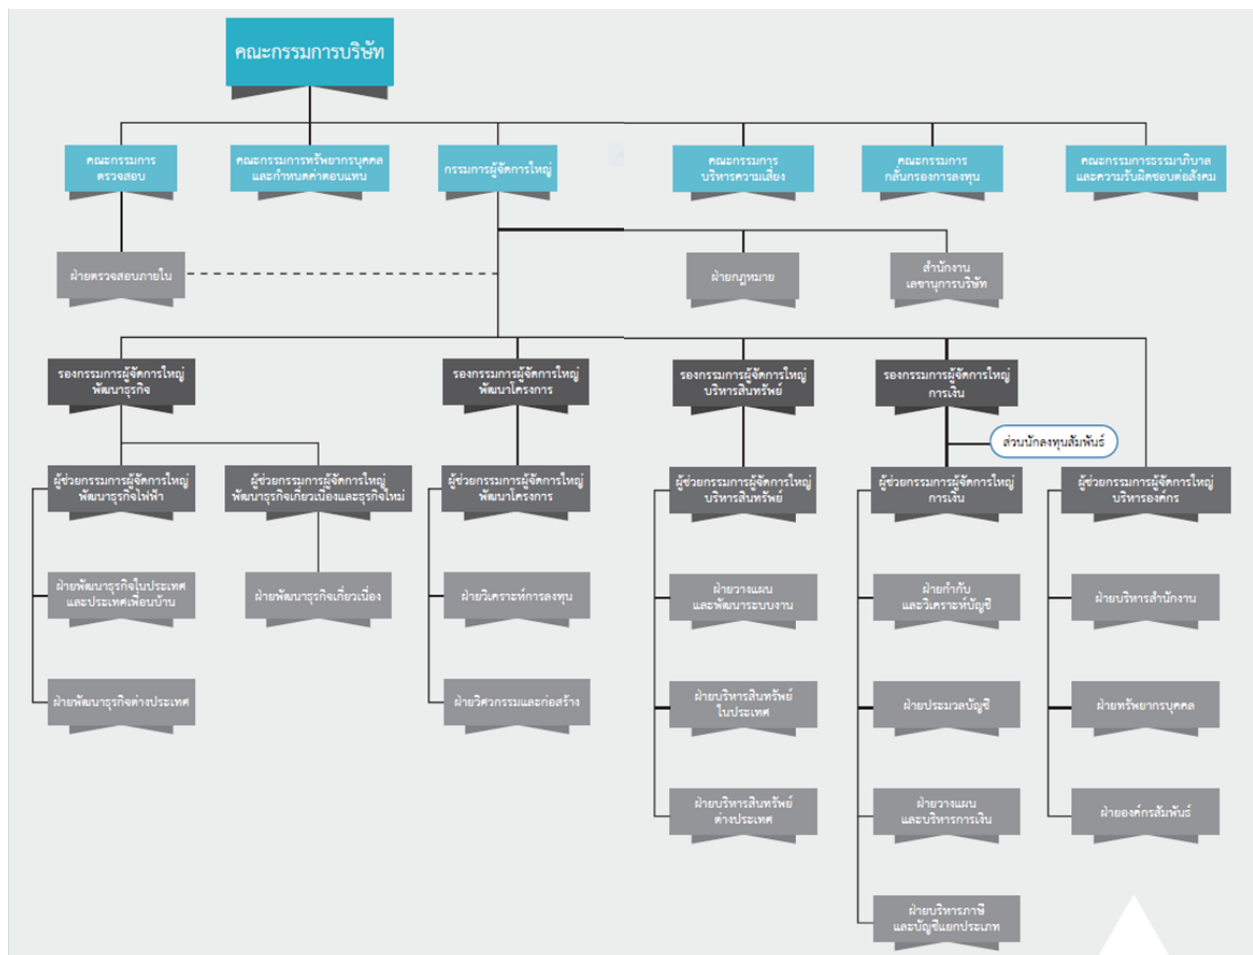 คณะกรรมการบริษัท
คณะกรรมการ
ตรวจสอบ
คณะกรรมการทรัพยากรบุคคล
และกำหนดค่าตอบแทน
กรรมการผู้จัดการใหญ่
คณะกรรมการ
บริหารความเสี่ยง
คณะกรรมการ
กลั่นกรองการลงทุน
คณะกรรมการธรรมาภิบาล
และความรับผิดชอบต่อสังคม
ฝ่ายตรวจสอบภายใน
ฝ่ายกฎหมาย
สำนักงาน
เลขานุการบริษัท
รองกรรมการผู้จัดการใหญ่
พัฒนาธุรกิจ
รองกรรมการผู้จัดการใหญ่
พัฒนาโครงการ
รองกรรมการผู้จัดการใหญ่
บริหารสินทรัพย์
รองกรรมการผู้จัดการใหญ่
การเงิน
ส่วนนักลงทุนสัมพันธ์
ผู้ช่วยกรรมการผู้จัดการใหญ่
พัฒนาธุรกิจไฟฟ้า
ผู้ช่วยกรรมการผู้จัดการใหญ่
พัฒนาธุรกิจเกี่ยวเนื่องและธุรกิจใหม่
ผู้ช่วยกรรมการผู้จัดการใหญ่
พัฒนาโครงการ
ผู้ช่วยกรรมการผู้จัดการใหญ่
บริหารสินทรัพย์
ผู้ช่วยกรรมการผู้จัดการใหญ่
การเงิน
ผู้ช่วยกรรมการผู้จัดการใหญ่
บริหารองค์กร
ฝ่ายพัฒนาธุรกิจในประเทศ
และประเทศเพื่อนบ้าน
ฝ่ายพัฒนาธุรกิจเกี่ยวเนื่อง
ฝ่ายวิเคราะห์การลงทุน
ฝ่ายวางแผน
และพัฒนาระบบงาน
ฝ่ายกำกับ
และวิเคราะห์บัญชี
ฝ่ายบริหารสำนักงาน
ฝ่ายพัฒนาธุรกิจต่างประเทศ
ฝ่ายวิศวกรรมและก่อสร้าง
ฝ่ายบริหารสินทรัพย์
ในประเทศ
ฝ่ายประมวลบัญชี
ฝ่ายทรัพยากรบุคคล
ฝ่ายบริหารสินทรัพย์
ต่างประเทศ
ฝ่ายวางแผน
และบริหารการเงิน
ฝ่ายองค์กรสัมพันธ์
ฝ่ายบริหารภาษี
และบัญชีแยกประเภท